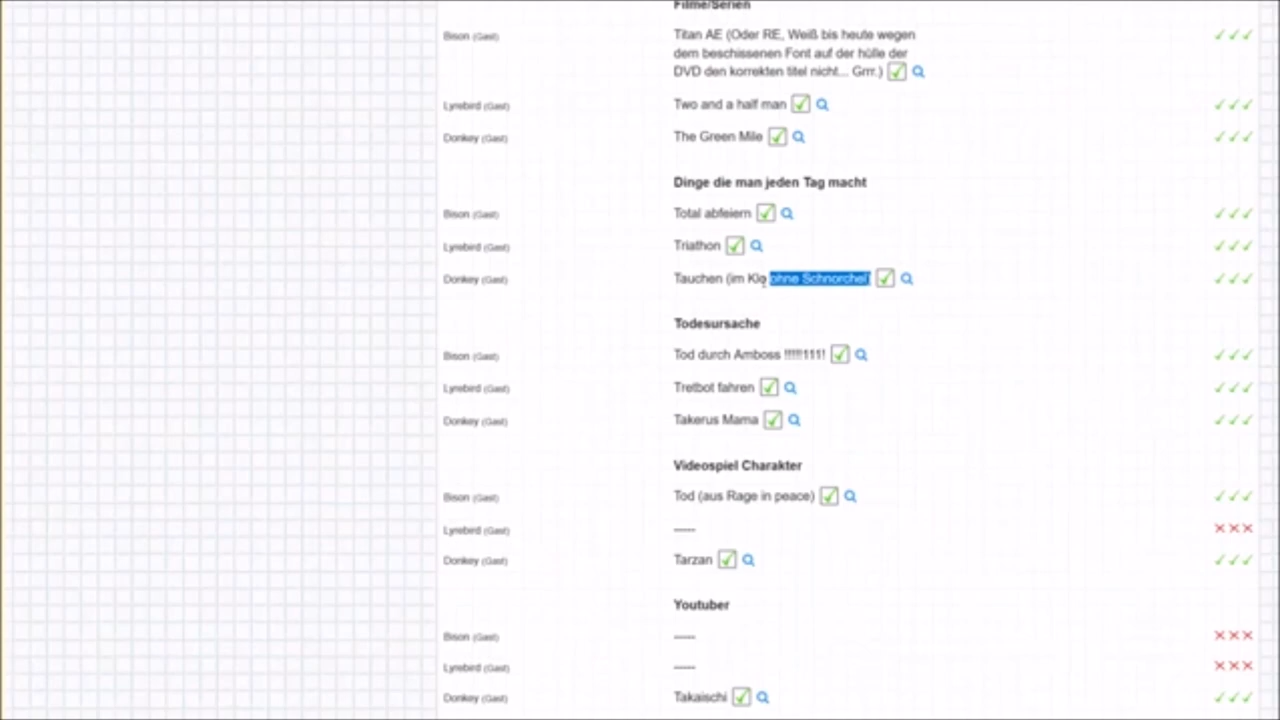 Filme/Serien
Bison (Gast)
Titan AE (Oder RE, Weiß bis heute wegen
dem beschissenen Font auf der hülle der
DVD den korrekten titel nicht... Grrr.)
Lyrebird (Gast) Two and a half man
Donkey (Gast) The Green Mile
Dinge die man jeden Tag macht
Bison (Gast) Total abfeiern
Lyrebird (Gast) Triathon
Donkey (Gast) Tauchen (im Klo ohne Schnorchel)
Todesursache
Bison (Gast) Tod durch Amboss !!!!!!111!
Lyrebird (Gast) Tretbot fahren
Donkey (Gast) Takerus Mama
Videospiel Charakter
Bison (Gast) Tod (aus Rage in peace)
Lyrebird (Gast) -----
Donkey (Gast) Tarzan
Youtuber
Bison (Gast) -----
Lyrebird (Gast) -----
Donkey (Gast) Takaischi